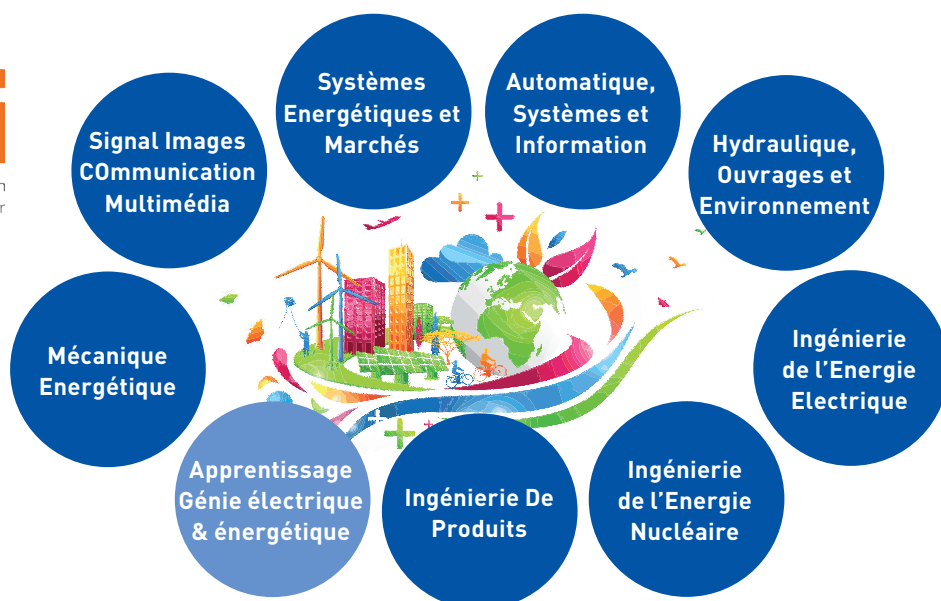 Systèmes
Energétiques et
Marchés
Automatique,
Systèmes et
Information
Signal Images
COmmunication
Multimédia
Hydraulique,
Ouvrages et
Environnement
Mécanique
Energétique
Ingénierie
de l’Energie
Electrique
Apprentissage
Génie électrique
& énergétique
Ingénierie De
Produits
Ingénierie
de l’Energie
Nucléaire